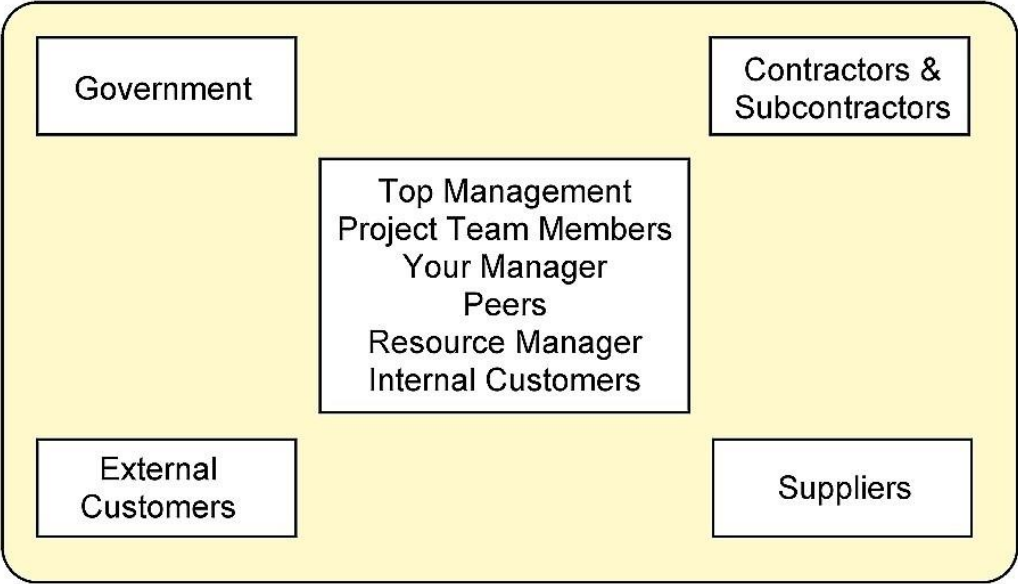 Government
Contractors &
Subcontractors
Top Management
Project Team Members
Your Manager
Peers
Resource Manager
Internal Customers
External
Customers
Suppliers